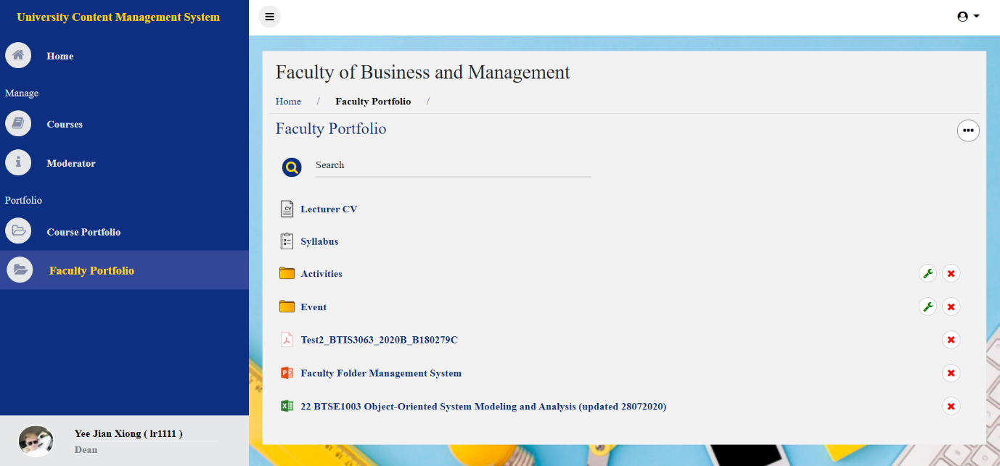 University Content Management System
Home
Manage
Courses
Moderator
Portfolio
Course Portfolio
Faculty Portfolio
Yee Jian Xiong ( lr1111 )
Dean
Faculty of Business and Management
Home / Faculty Portfolio /
Faculty Portfolio
Search
CV Lecturer CV
Syllabus
Activities
Event
Test2_BTIS3063_2020B_B180279C
Faculty Folder Management System
22 BTSE1003 Object-Oriented System Modeling and Analysis (updated 28072020)